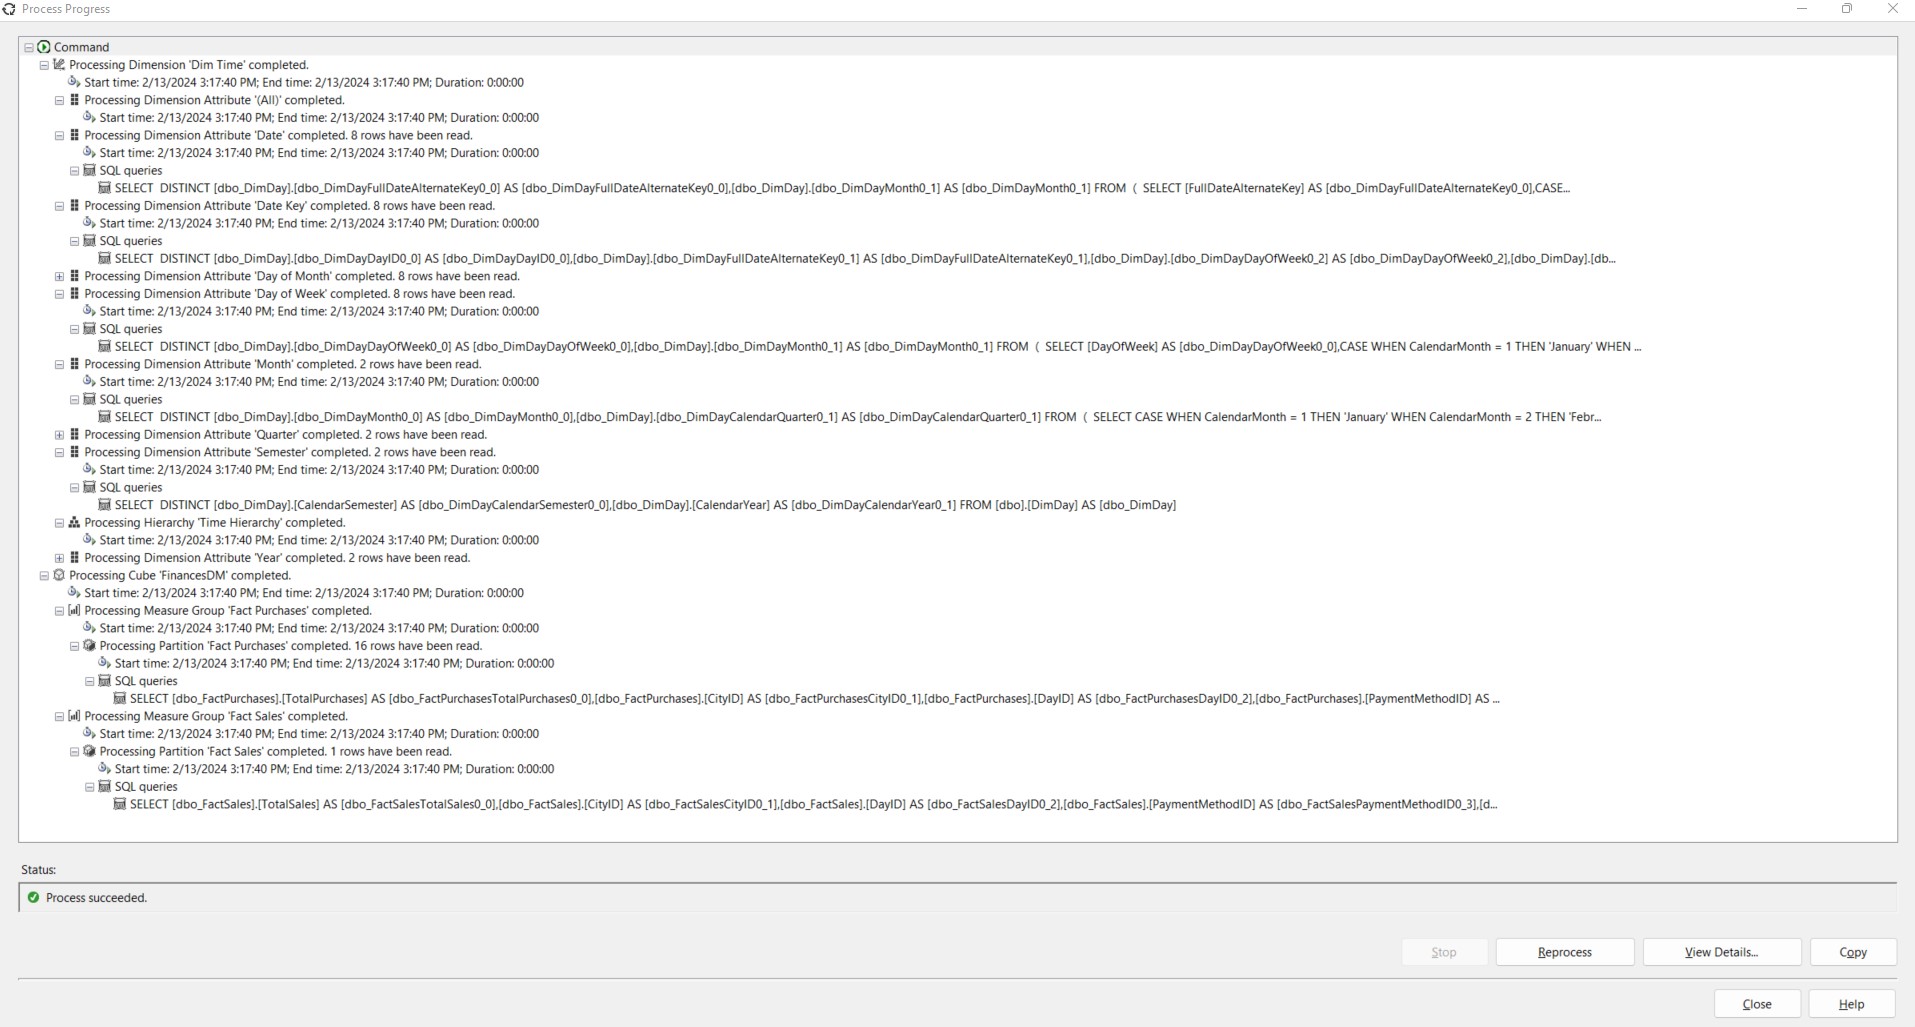 Process Progress
Command
Processing Dimension 'Dim Time' completed.
Start time: 2/13/2024 3:17:40 PM; End time: 2/13/2024 3:17:40 PM; Duration: 0:00:00
Processing Dimension Attribute '(All)' completed.
Start time: 2/13/2024 3:17:40 PM; End time: 2/13/2024 3:17:40 PM; Duration: 0:00:00
Processing Dimension Attribute 'Date' completed. 8 rows have been read.
Start time: 2/13/2024 3:17:40 PM; End time: 2/13/2024 3:17:40 PM; Duration: 0:00:00
SQL queries
SELECT DISTINCT [dbo_DimDay].[dbo_DimDayFullDateAlternateKey0_0] AS [dbo_DimDayFullDateAlternateKey0_0],[dbo_DimDay].[dbo_DimDayMonth0_1] AS [dbo_DimDayMonth0_1] FROM ( SELECT [FullDateAlternateKey] AS [dbo_DimDayFullDateAlternateKey0_0],CASE...
Processing Dimension Attribute 'Date Key' completed. 8 rows have been read.
Start time: 2/13/2024 3:17:40 PM; End time: 2/13/2024 3:17:40 PM; Duration: 0:00:00
SQL queries
SELECT DISTINCT [dbo_DimDay].[dbo_DimDayDayID0_0] AS [dbo_DimDayDayID0_0],[dbo_DimDay].[dbo_DimDayFullDateAlternateKey0_1] AS [dbo_DimDayFullDateAlternateKey0_1],[dbo_DimDay].[dbo_DimDayDayOfWeek0_2] AS [dbo_DimDayDayOfWeek0_2],[dbo_DimDay].[db...
Processing Dimension Attribute 'Day of Month' completed. 8 rows have been read.
Processing Dimension Attribute 'Day of Week' completed. 8 rows have been read.
Start time: 2/13/2024 3:17:40 PM; End time: 2/13/2024 3:17:40 PM; Duration: 0:00:00
SQL queries
SELECT DISTINCT [dbo_DimDay].[dbo_DimDayDayOfWeek0_0] AS [dbo_DimDayDayOfWeek0_0],[dbo_DimDay].[dbo_DimDayMonth0_1] AS [dbo_DimDayMonth0_1] FROM ( SELECT [DayOfWeek] AS [dbo_DimDayDayOfWeek0_0],CASE WHEN CalendarMonth = 1 THEN 'January' WHEN ...
Processing Dimension Attribute 'Month' completed. 2 rows have been read.
Start time: 2/13/2024 3:17:40 PM; End time: 2/13/2024 3:17:40 PM; Duration: 0:00:00
SQL queries
SELECT DISTINCT [dbo_DimDay].[dbo_DimDayMonth0_0] AS [dbo_DimDayMonth0_0],[dbo_DimDay].[dbo_DimDayCalendarQuarter0_1] AS [dbo_DimDayCalendarQuarter0_1] FROM ( SELECT CASE WHEN CalendarMonth = 1 THEN 'January' WHEN CalendarMonth = 2 THEN 'Febr...
Processing Dimension Attribute 'Quarter' completed. 2 rows have been read.
Processing Dimension Attribute 'Semester' completed. 2 rows have been read.
Start time: 2/13/2024 3:17:40 PM; End time: 2/13/2024 3:17:40 PM; Duration: 0:00:00
SQL queries
SELECT DISTINCT [dbo_DimDay].[CalendarSemester] AS [dbo_DimDayCalendarSemester0_0],[dbo_DimDay].[CalendarYear] AS [dbo_DimDayCalendarYear0_1] FROM [dbo].[DimDay] AS [dbo_DimDay]
Processing Hierarchy 'Time Hierarchy' completed.
Start time: 2/13/2024 3:17:40 PM; End time: 2/13/2024 3:17:40 PM; Duration: 0:00:00
Processing Dimension Attribute 'Year' completed. 2 rows have been read.
Processing Cube 'FinancesDM' completed.
Start time: 2/13/2024 3:17:40 PM; End time: 2/13/2024 3:17:40 PM; Duration: 0:00:00
Processing Measure Group 'Fact Purchases' completed.
Start time: 2/13/2024 3:17:40 PM; End time: 2/13/2024 3:17:40 PM; Duration: 0:00:00
Processing Partition 'Fact Purchases' completed. 16 rows have been read.
Start time: 2/13/2024 3:17:40 PM; End time: 2/13/2024 3:17:40 PM; Duration: 0:00:00
SQL queries
SELECT [dbo_FactPurchases].[TotalPurchases] AS [dbo_FactPurchasesTotalPurchases0_0],[dbo_FactPurchases].[CityID] AS [dbo_FactPurchasesCityID0_1],[dbo_FactPurchases].[DayID] AS [dbo_FactPurchasesDayID0_2],[dbo_FactPurchases].[PaymentMethodID] AS ...
Processing Measure Group 'Fact Sales' completed.
Start time: 2/13/2024 3:17:40 PM; End time: 2/13/2024 3:17:40 PM; Duration: 0:00:00
Processing Partition 'Fact Sales' completed. 1 rows have been read.
Start time: 2/13/2024 3:17:40 PM; End time: 2/13/2024 3:17:40 PM; Duration: 0:00:00
SQL queries
SELECT [dbo_FactSales].[TotalSales] AS [dbo_FactSalesTotalSales0_0],[dbo_FactSales].[CityID] AS [dbo_FactSalesCityID0_1],[dbo_FactSales].[DayID] AS [dbo_FactSalesDayID0_2],[dbo_FactSales].[PaymentMethodID] AS [dbo_FactSalesPaymentMethodID0_3],[d...
Status:
Process succeeded.
Stop
Reprocess
View Details...
Copy
Close
Help